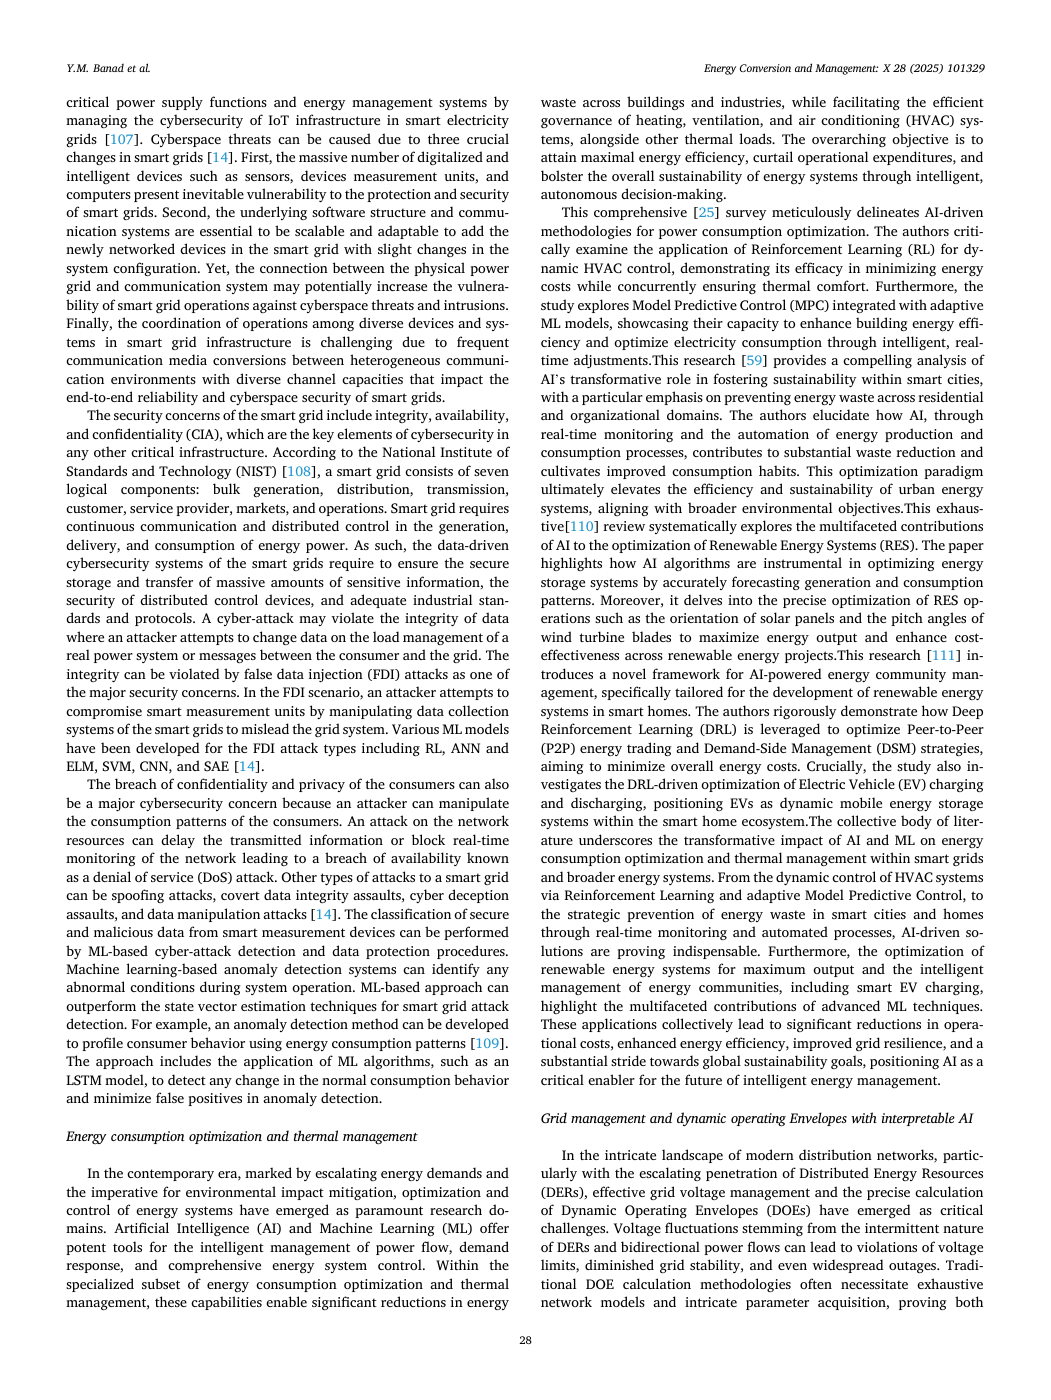 Y.M. Banad et al.
Energy Conversion and Management: X 28 (2025) 101329
critical power supply functions and energy management systems by
managing the cybersecurity of IoT infrastructure in smart electricity
grids [107]. Cyberspace threats can be caused due to three crucial
changes in smart grids [14]. First, the massive number of digitalized and
intelligent devices such as sensors, devices measurement units, and
computers present inevitable vulnerability to the protection and security
of smart grids. Second, the underlying software structure and commu-
nication systems are essential to be scalable and adaptable to add the
newly networked devices in the smart grid with slight changes in the
system configuration. Yet, the connection between the physical power
grid and communication system may potentially increase the vulnera-
bility of smart grid operations against cyberspace threats and intrusions.
Finally, the coordination of operations among diverse devices and sys-
tems in smart grid infrastructure is challenging due to frequent
communication media conversions between heterogeneous communi-
cation environments with diverse channel capacities that impact the
end-to-end reliability and cyberspace security of smart grids.
The security concerns of the smart grid include integrity, availability,
and confidentiality (CIA), which are the key elements of cybersecurity in
any other critical infrastructure. According to the National Institute of
Standards and Technology (NIST) [108], a smart grid consists of seven
logical components: bulk generation, distribution, transmission,
customer, service provider, markets, and operations. Smart grid requires
continuous communication and distributed control in the generation,
delivery, and consumption of energy power. As such, the data-driven
cybersecurity systems of the smart grids require to ensure the secure
storage and transfer of massive amounts of sensitive information, the
security of distributed control devices, and adequate industrial stan-
dards and protocols. A cyber-attack may violate the integrity of data
where an attacker attempts to change data on the load management of a
real power system or messages between the consumer and the grid. The
integrity can be violated by false data injection (FDI) attacks as one of
the major security concerns. In the FDI scenario, an attacker attempts to
compromise smart measurement units by manipulating data collection
systems of the smart grids to mislead the grid system. Various ML models
have been developed for the FDI attack types including RL, ANN and
ELM, SVM, CNN, and SAE [14].
The breach of confidentiality and privacy of the consumers can also
be a major cybersecurity concern because an attacker can manipulate
the consumption patterns of the consumers. An attack on the network
resources can delay the transmitted information or block real-time
monitoring of the network leading to a breach of availability known
as a denial of service (DoS) attack. Other types of attacks to a smart grid
can be spoofing attacks, covert data integrity assaults, cyber deception
assaults, and data manipulation attacks [14]. The classification of secure
and malicious data from smart measurement devices can be performed
by ML-based cyber-attack detection and data protection procedures.
Machine learning-based anomaly detection systems can identify any
abnormal conditions during system operation. ML-based approach can
outperform the state vector estimation techniques for smart grid attack
detection. For example, an anomaly detection method can be developed
to profile consumer behavior using energy consumption patterns [109].
The approach includes the application of ML algorithms, such as an
LSTM model, to detect any change in the normal consumption behavior
and minimize false positives in anomaly detection.
Energy consumption optimization and thermal management
In the contemporary era, marked by escalating energy demands and
the imperative for environmental impact mitigation, optimization and
control of energy systems have emerged as paramount research do-
mains. Artificial Intelligence (AI) and Machine Learning (ML) offer
potent tools for the intelligent management of power flow, demand
response, and comprehensive energy system control. Within the
specialized subset of energy consumption optimization and thermal
management, these capabilities enable significant reductions in energy
waste across buildings and industries, while facilitating the efficient
governance of heating, ventilation, and air conditioning (HVAC) sys-
tems, alongside other thermal loads. The overarching objective is to
attain maximal energy efficiency, curtail operational expenditures, and
bolster the overall sustainability of energy systems through intelligent,
autonomous decision-making.
This comprehensive [25] survey meticulously delineates AI-driven
methodologies for power consumption optimization. The authors criti-
cally examine the application of Reinforcement Learning (RL) for dy-
namic HVAC control, demonstrating its efficacy in minimizing energy
costs while concurrently ensuring thermal comfort. Furthermore, the
study explores Model Predictive Control (MPC) integrated with adaptive
ML models, showcasing their capacity to enhance building energy effi-
ciency and optimize electricity consumption through intelligent, real-
time adjustments.This research [59] provides a compelling analysis of
AI's transformative role in fostering sustainability within smart cities,
with a particular emphasis on preventing energy waste across residential
and organizational domains. The authors elucidate how AI, through
real-time monitoring and the automation of energy production and
consumption processes, contributes to substantial waste reduction and
cultivates improved consumption habits. This optimization paradigm
ultimately elevates the efficiency and sustainability of urban energy
systems, aligning with broader environmental objectives.This exhaus-
tive[110] review systematically explores the multifaceted contributions
of AI to the optimization of Renewable Energy Systems (RES). The paper
highlights how AI algorithms are instrumental in optimizing energy
storage systems by accurately forecasting generation and consumption
patterns. Moreover, it delves into the precise optimization of RES op-
erations such as the orientation of solar panels and the pitch angles of
wind turbine blades to maximize energy output and enhance cost-
effectiveness across renewable energy projects.This research [111] in-
troduces a novel framework for AI-powered energy community man-
agement, specifically tailored for the development of renewable energy
systems in smart homes. The authors rigorously demonstrate how Deep
Reinforcement Learning (DRL) is leveraged to optimize Peer-to-Peer
(P2P) energy trading and Demand-Side Management (DSM) strategies,
aiming to minimize overall energy costs. Crucially, the study also in-
vestigates the DRL-driven optimization of Electric Vehicle (EV) charging
and discharging, positioning EVs as dynamic mobile energy storage
systems within the smart home ecosystem.The collective body of liter-
ature underscores the transformative impact of AI and ML on energy
consumption optimization and thermal management within smart grids
and broader energy systems. From the dynamic control of HVAC systems
via Reinforcement Learning and adaptive Model Predictive Control, to
the strategic prevention of energy waste in smart cities and homes
through real-time monitoring and automated processes, AI-driven so-
lutions are proving indispensable. Furthermore, the optimization of
renewable energy systems for maximum output and the intelligent
management of energy communities, including smart EV charging,
highlight the multifaceted contributions of advanced ML techniques.
These applications collectively lead to significant reductions in opera-
tional costs, enhanced energy efficiency, improved grid resilience, and a
substantial stride towards global sustainability goals, positioning AI as a
critical enabler for the future of intelligent energy management.
Grid management and dynamic operating Envelopes with interpretable AI
In the intricate landscape of modern distribution networks, partic-
ularly with the escalating penetration of Distributed Energy Resources
(DERs), effective grid voltage management and the precise calculation
of Dynamic Operating Envelopes (DOEs) have emerged as critical
challenges. Voltage fluctuations stemming from the intermittent nature
of DERs and bidirectional power flows can lead to violations of voltage
limits, diminished grid stability, and even widespread outages. Tradi-
tional DOE calculation methodologies often necessitate exhaustive
network models and intricate parameter acquisition, proving both
28